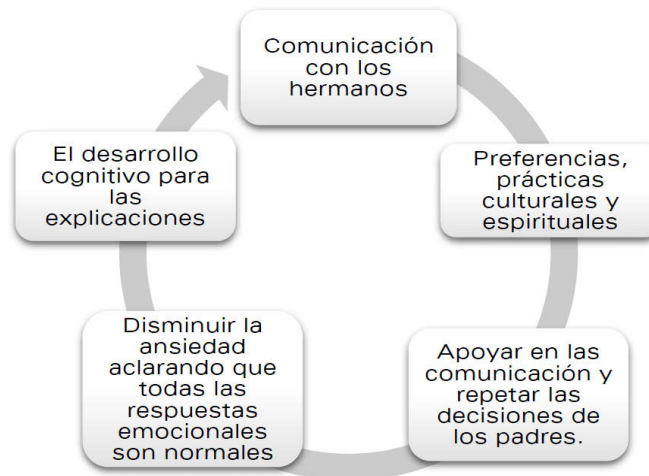 Comunicación
con los
hermanos
Preferencias,
prácticas
culturales y
espirituales
Apoyar en las
comunicación y
repetar las
decisiones de
los padres.
Disminuir la
ansiedad
aclarando que
todas las
respuestas
emocionales
son normales
El desarrollo
cognitivo para
las
explicaciones